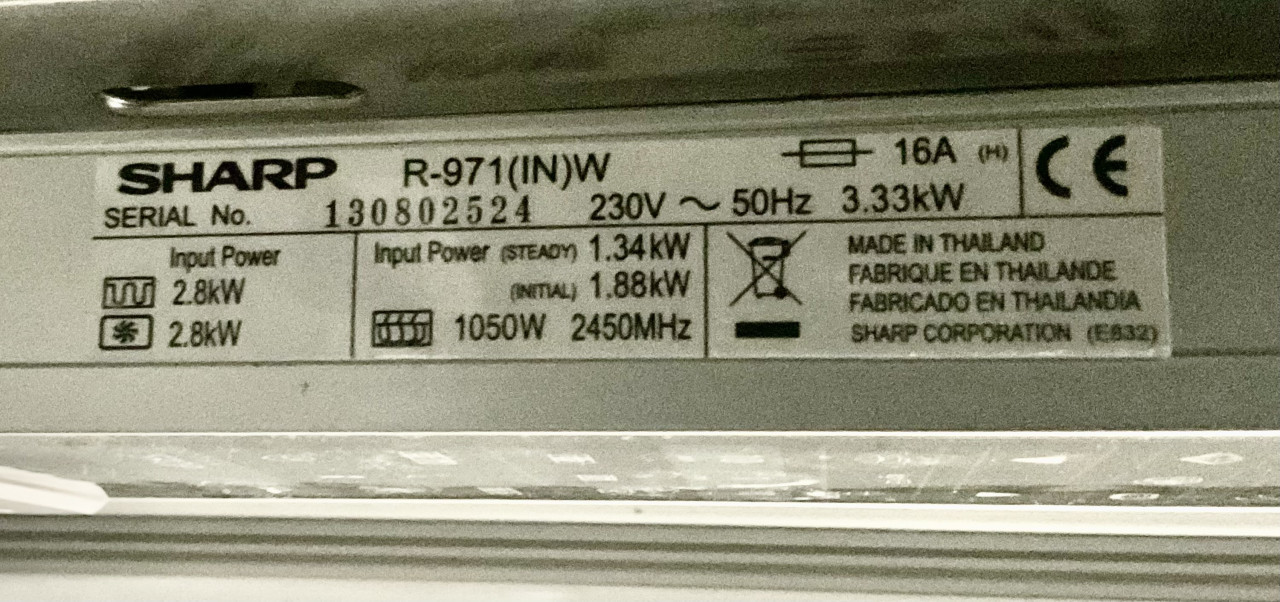 SHARP R-971(IN)W 16A (H) CE
SERIAL No. 130802524 230V ~ 50Hz 3.33kW
Input Power
2.8kW
2.8kW
Input Power (STEADY) 1.34kW
(INITIAL) 1.88kW
1050W 2450MHz
MADE IN THAILAND
FABRIQUE EN THAILANDE
FABRICADO EN THAILANDIA
SHARP CORPORATION (E832)